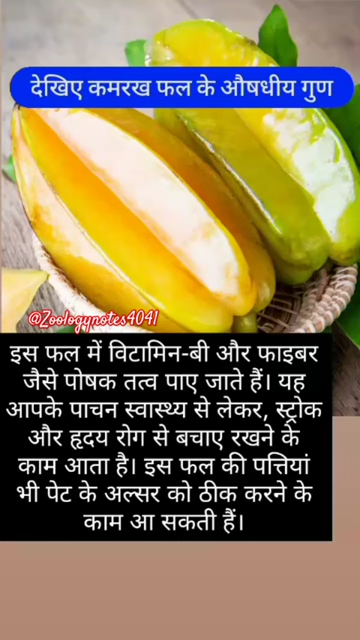 देखिए कमरख फल के औषधीय गुण
@Zoologynotes4041
इस फल में विटामिन-बी और फाइबर
जैसे पोषक तत्व पाए जाते हैं। यह
आपके पाचन स्वास्थ्य से लेकर, स्ट्रोक
और हृदय रोग से बचाए रखने के
काम आता है। इस फल की पत्तियां
भी पेट के अल्सर को ठीक करने के
काम आ सकती हैं।